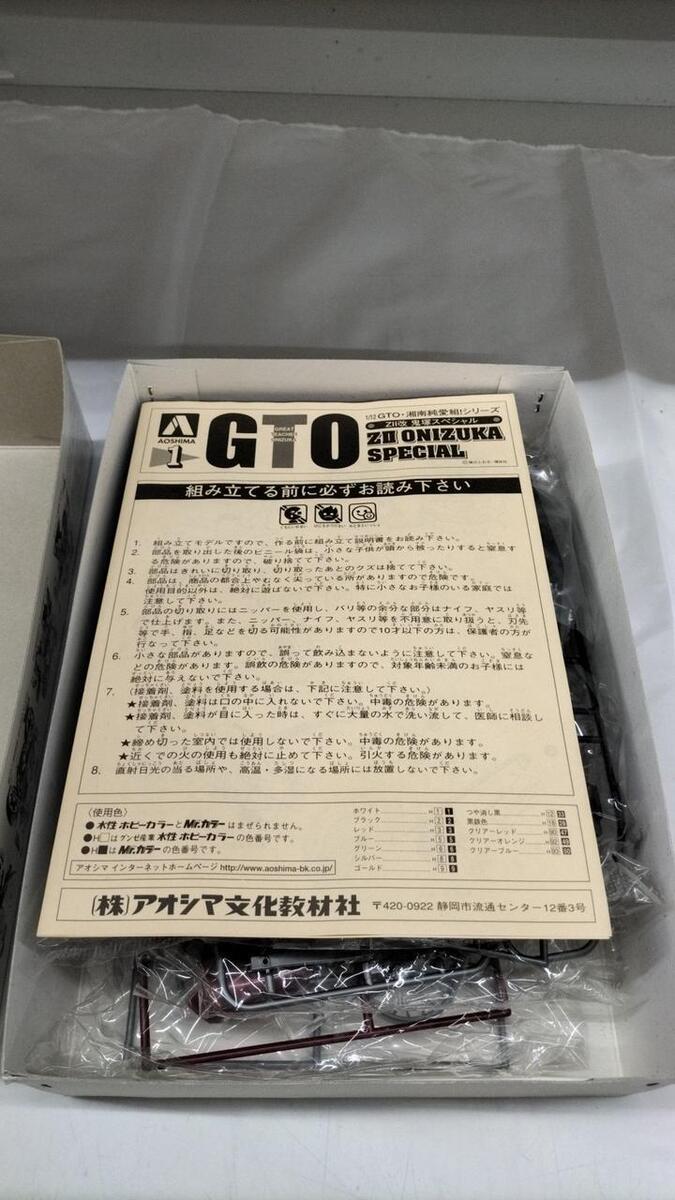 AOSHIMA
1
GTO
GREAT
TEACHER
ONIZUKA
1/12 GTO・湘南純愛組!シリーズ
ZII改 鬼塚スペシャル
ZII ONIZUKA
SPECIAL
組み立てる前に必ずお読み下さい
1. 組み立てモデルですので、作る前に組み立て説明書をお読み下さい。
2. 部品を取り出した後のビニール袋は、小さな子供が頭から被ったりすると窒息す
る危険がありますので、破り捨てて下さい。
3. 部品はきれいに切り取り、切り取ったあとのクズは捨てて下さい。
4. 部品は、商品の都合上やむなく尖っている所がありますので危険です。
使用目的以外は、絶対に遊ばないで下さい。特に小さなお子様のいる家庭では
注意して下さい。
5. 部品の切り取りにはニッパーを使用し、バリ等の余分な部分はナイフ、ヤスリ等
で仕上げます。また、ニッパー、ナイフ、ヤスリ等を不用意に取り扱うと、刃先
等で手、指、足などを切る可能性がありますので10才以下の方は、保護者の方が
行なって下さい。
6. 小さな部品がありますので、誤って飲み込まないように注意して下さい。窒息な
どの危険があります。誤飲の危険がありますので、対象年齢未満のお子様には
絶対に与えないで下さい。
7. (接着剤、塗料を使用する場合は、下記に注意して下さい。)
★接着剤、塗料は口の中に入れないで下さい。中毒の危険があります。
★接着剤、塗料が目に入った時は、すぐに大量の水で洗い流して、医師に相談し
て下さい。
★締め切った室内では使用しないで下さい。中毒の危険があります。
★近くでの火の使用も絶対に止めて下さい。引火する危険があります。
8. 直射日光の当る場所や、高温・多湿になる場所には放置しないで下さい。
〈使用色〉
●水性ホビーカラーとMr.カラーはまぜられません。
●H□はグンゼ産業 水性ホビーカラーの色番号です。
●H■はMr.カラーの色番号です。
アオシマ インターネットホームページ http://www.aoshima-bk.co.jp/
ホワイト H 1 1
ブラック H 2 2
レッド H 3 3
ブルー H 5 5
グリーン H 6 6
シルバー H 8 8
ゴールド H 9 9
つや消し黒 H 12 33
黒鉄色 H 18 28
クリアーレッド H 90 47
クリアーオレンジ H 92 49
クリアーブルー H 93 50
(株)アオシマ文化教材社
〒420-0922 静岡市流通センター12番3号